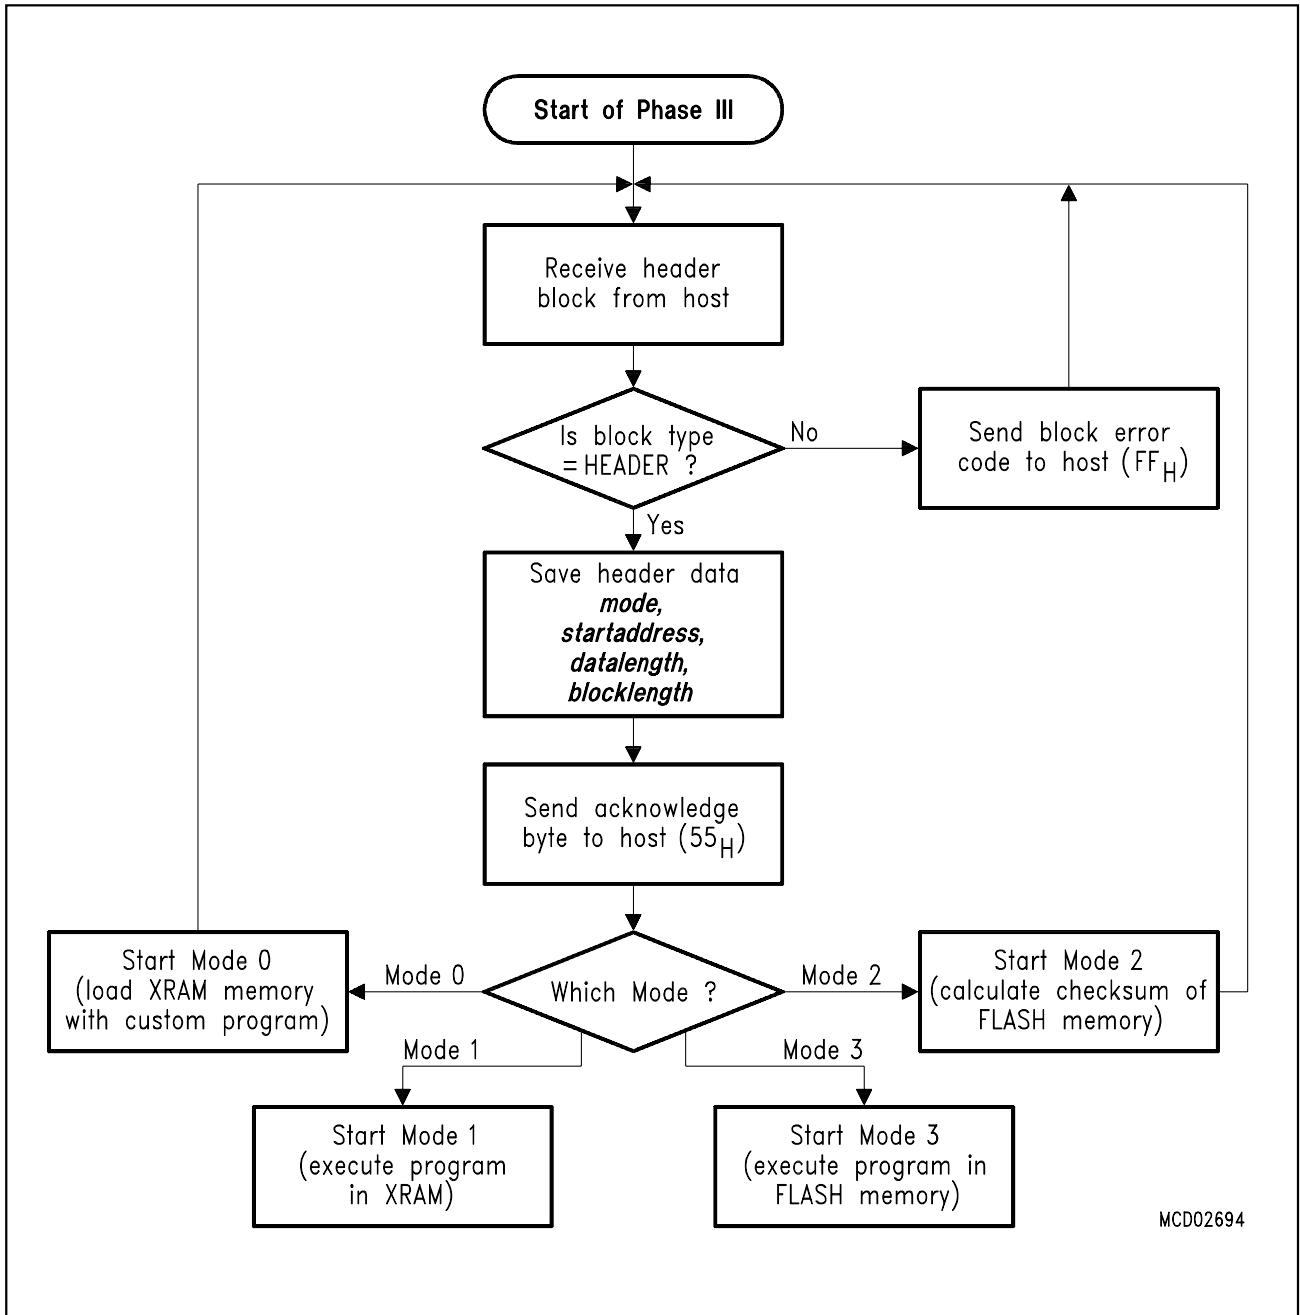 Start of Phase III
Receive header
block from host
Is block type
=HEADER ?
No
Send block error
code to host (FFH)
Yes
Save header data
mode,
startaddress,
datalength,
blocklength
Send acknowledge
byte to host (55H)
Which Mode ?
Mode 0
Start Mode 0
(load XRAM memory
with custom program)
Mode 2
Start Mode 2
(calculate checksum of
FLASH memory)
Mode 1
Start Mode 1
(execute program
in XRAM)
Mode 3
Start Mode 3
(execute program in
FLASH memory)
MCD02694